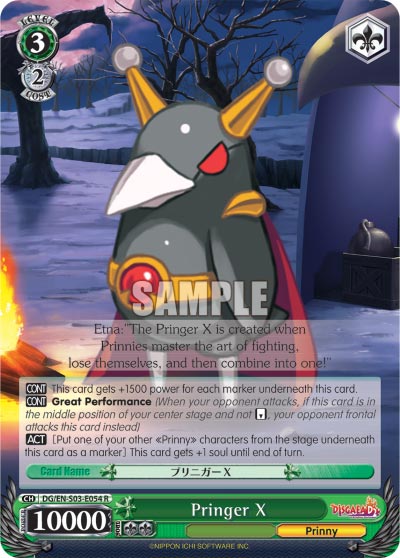 LEVEL
3
2
COST
SAMPLE
Etna:"The Pringer X is created when
Prinnies master the art of fighting,
lose themselves, and then combine into one!"
CONT This card gets +1500 power for each marker underneath this card.
CONT Great Performance (When your opponent attacks, if this card is in
the middle position of your center stage and not , your opponent frontal
attacks this card instead)
ACT [Put one of your other «Prinny» characters from the stage underneath
this card as a marker] This card gets +1 soul until end of turn.
Card Name
プリニガーX
CH DG/EN-S03-E054 R
Pringer X
DISGAEA
POWER
10000
SOUL
Prinny
©NIPPON ICHI SOFTWARE INC.